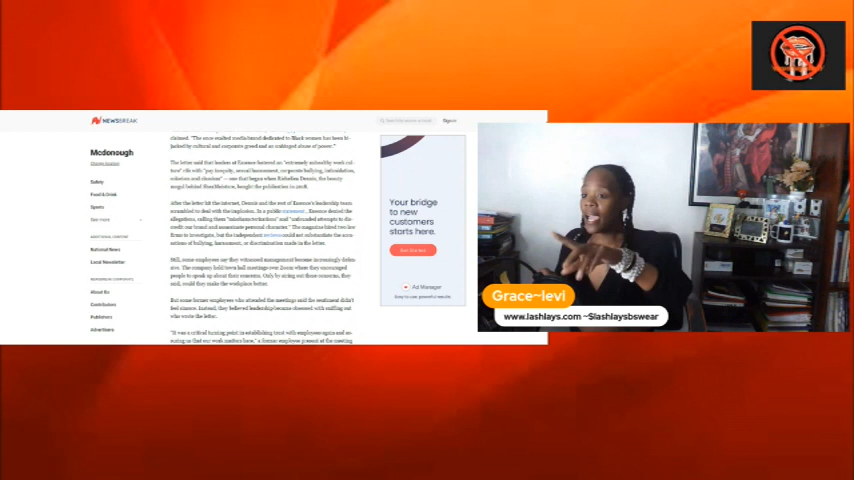 NEWSBREAK
Sign in
Mcdonough
Safety
Food & Drink
Sports
See more
National News
Local Newsletter
About Us
Contributors
Publishers
Advertisers
claimed. "The once exalted media brand dedicated to Black women has been hi-
jacked by cultural and corporate greed and an unhinged abuse of power."
The letter said that leaders at Essence fostered an "extremely unhealthy work cul-
ture" rife with "pay inequity, sexual harassment, corporate bullying, intimidation,
colorism and classism" — one that began when Richelieu Dennis, the beauty
mogul behind SheaMoisture, bought the publication in 2018.
After the letter hit the internet, Dennis and the rest of Essence's leadership team
scrambled to deal with the implosion. In a public statement, Essence denied the
allegations, calling them "unfounded attempts to dis-
credit our brand and assassinate personal character." The magazine hired two law
firms to investigate, but the independent reviews could not substantiate the accu-
sations of bullying, harassment, or discrimination made in the letter.
Still, some employees say they witnessed management become increasingly defen-
sive. The company held town hall meetings over Zoom where they encouraged
people to speak up about their concerns. Only by airing out those concerns, they
said, could they make the workplace better.
But some former employees who attended the meetings said the sentiment didn't
feel sincere. Instead, they believed leadership became obsessed with sniffing out
who wrote the letter.
"It was a critical turning point in establishing trust with employees again and as-
suring us that our work matters here," a former employee present at the meeting
Your bridge
to new
customers
starts here.
Get Started
Ad Manager
Easy to use powerful results
Grace~levi
www.lashlays.com ~$lashlaysbswear